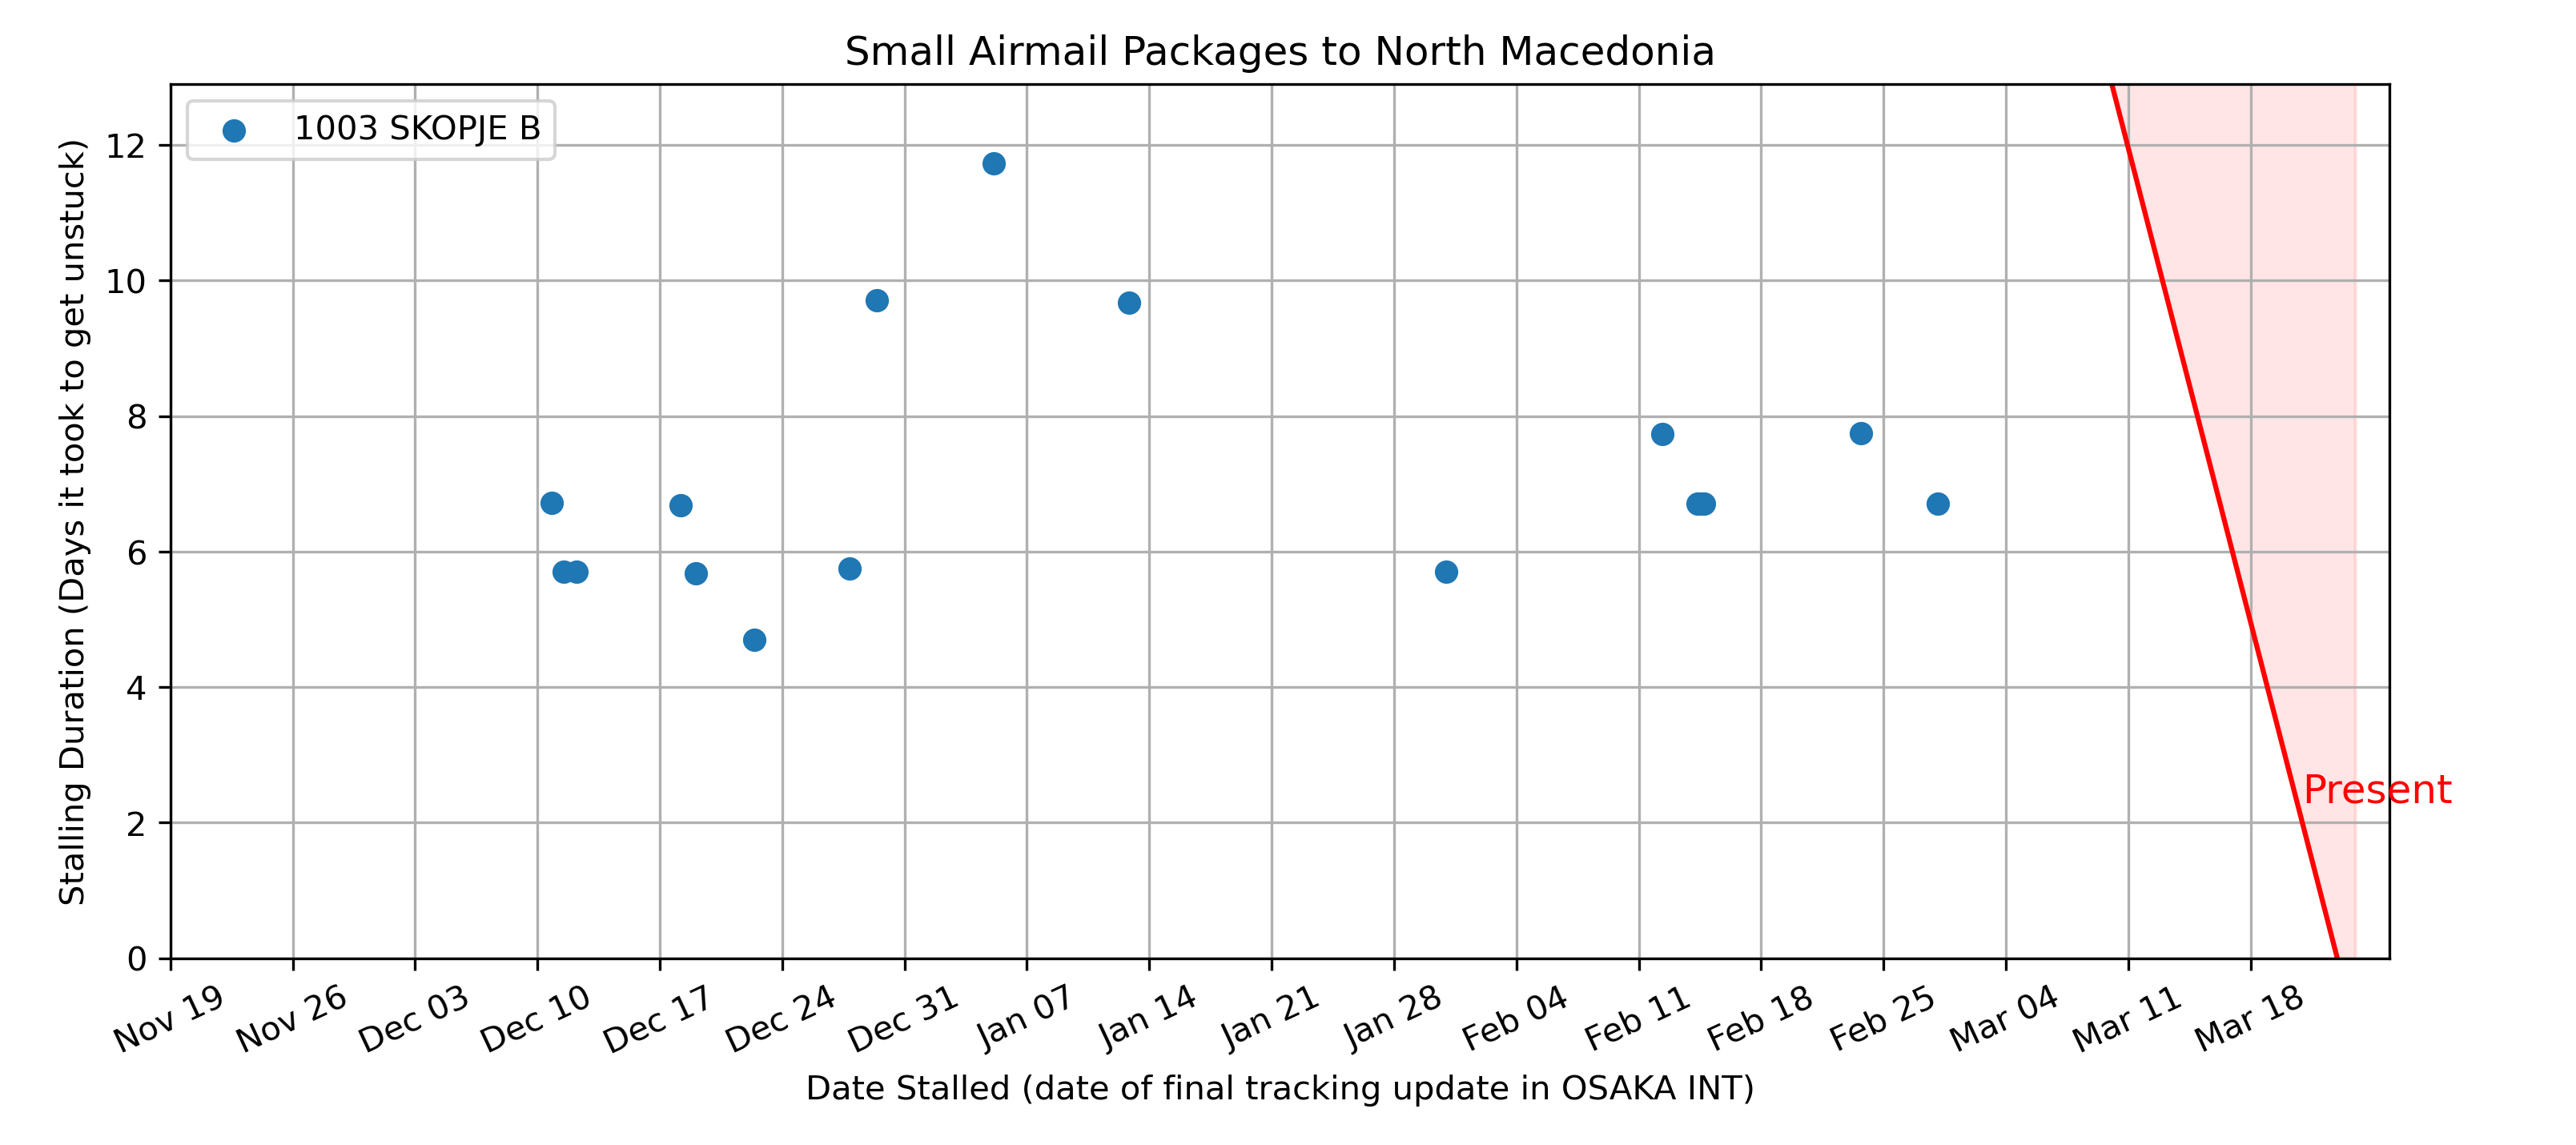 Small Airmail Packages to North Macedonia
1003 SKOPJE B
Stalling Duration (Days it took to get unstuck)
12
10
8
6
4
2
0
Present
Nov 19
Nov 26
Dec 03
Dec 10
Dec 17
Dec 24
Dec 31
Jan 07
Jan 14
Jan 21
Jan 28
Feb 04
Feb 11
Feb 18
Feb 25
Mar 04
Mar 11
Mar 18
Date Stalled (date of final tracking update in OSAKA INT)